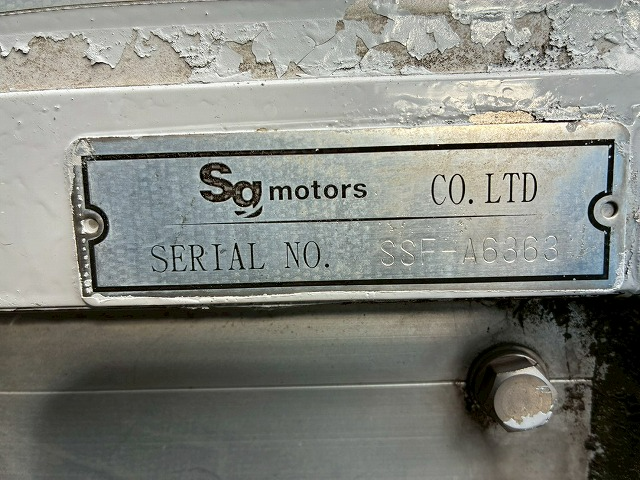 Sg motors CO.LTD
SERIAL NO. SSF-A6363